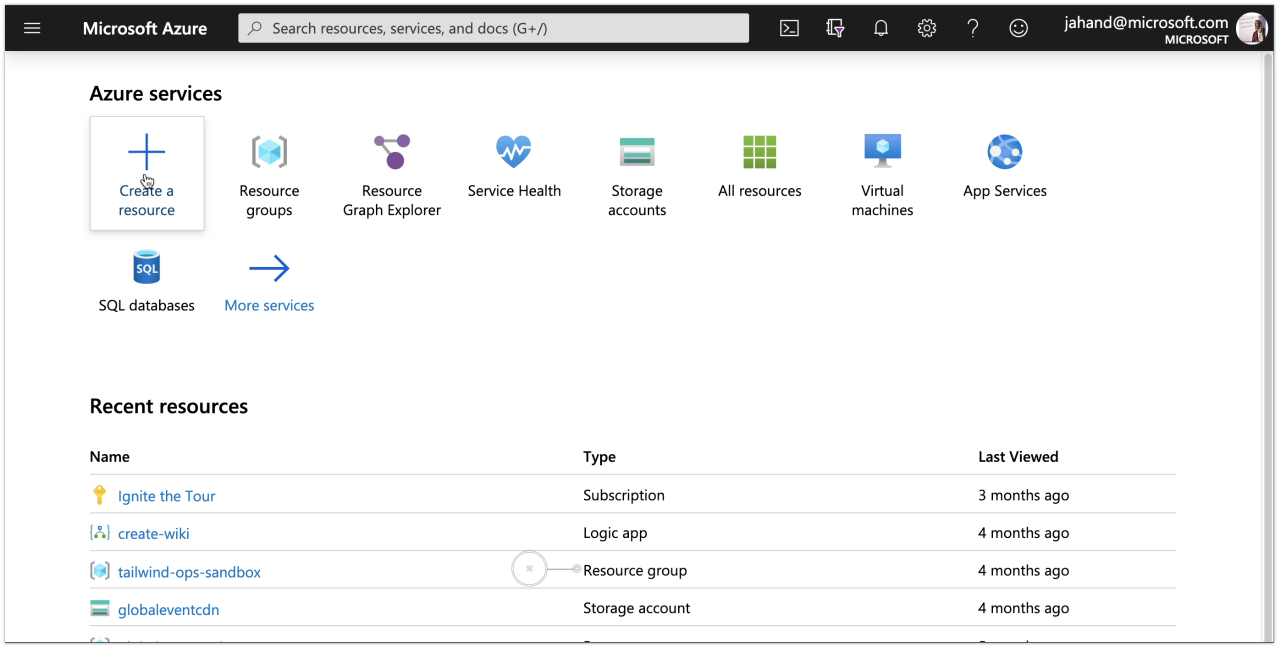 Microsoft Azure
Search resources, services, and docs (G+/)
jahand@microsoft.com
MICROSOFT
Azure services
Create a
resource
Resource
groups
Resource
Graph Explorer
Service Health
Storage
accounts
All resources
Virtual
machines
App Services
SQL
SQL databases
More services
Recent resources
Name Type Last Viewed
Ignite the Tour Subscription 3 months ago
create-wiki Logic app 4 months ago
tailwind-ops-sandbox Resource group 4 months ago
globaleventcdn Storage account 4 months ago